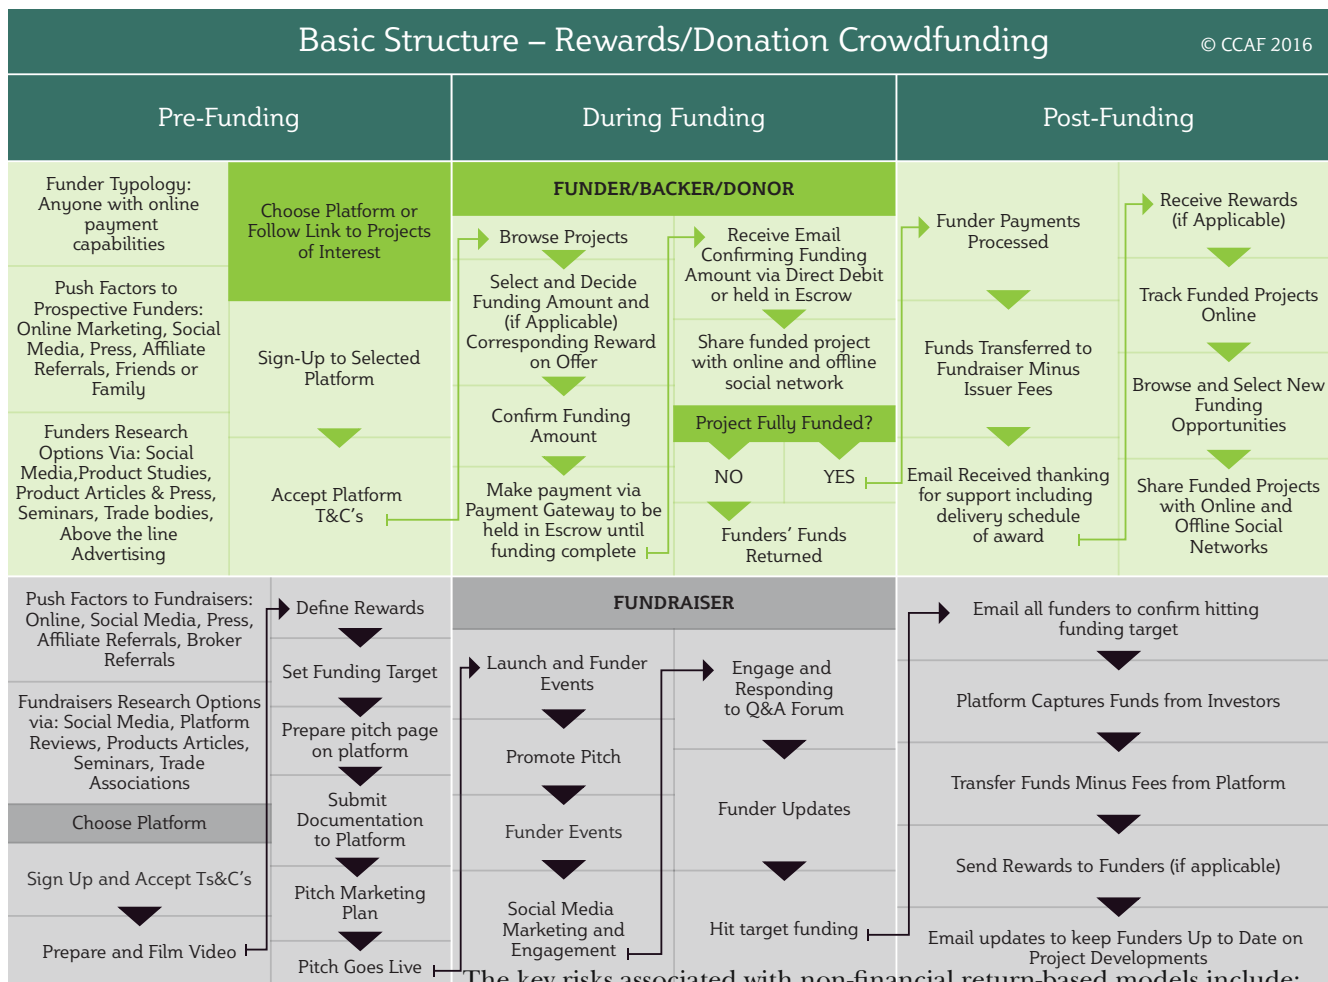 Basic Structure – Rewards/Donation Crowdfunding
© CCAF 2016
Pre-Funding
During Funding
Post-Funding
Funder Typology:
Anyone with online
payment
capabilities
Push Factors to
Prospective Funders:
Online Marketing, Social
Media, Press, Affiliate
Referrals, Friends or
Family
Funders Research
Options Via: Social
Media,Product Studies,
Product Articles & Press,
Seminars, Trade bodies,
Above the line
Advertising
Choose Platform or
Follow Link to Projects
of Interest
Sign-Up to Selected
Platform
Accept Platform
T&C's
FUNDER/BACKER/DONOR
Browse Projects
Select and Decide
Funding Amount and
(if Applicable)
Corresponding Reward
on Offer
Confirm Funding
Amount
Make payment via
Payment Gateway to be
held in Escrow until
funding complete
Receive Email
Confirming Funding
Amount via Direct Debit
or held in Escrow
Share funded project
with online and offline
social network
Project Fully Funded?
NO
YES
Funders' Funds
Returned
Funder Payments
Processed
Funds Transferred to
Fundraiser Minus
Issuer Fees
Email Received thanking
for support including
delivery schedule
of award
Receive Rewards
(if Applicable)
Track Funded Projects
Online
Browse and Select New
Funding
Opportunities
Share Funded Projects
with Online and
Offline Social
Networks
Push Factors to Fundraisers:
Online, Social Media, Press,
Affiliate Referrals, Broker
Referrals
Fundraisers Research Options
via: Social Media, Platform
Reviews, Products Articles,
Seminars, Trade
Associations
Choose Platform
Sign Up and Accept Ts&C's
Prepare and Film Video
Define Rewards
Set Funding Target
Prepare pitch page
on platform
Submit
Documentation
to Platform
Pitch Marketing
Plan
Pitch Goes Live
FUNDRAISER
Launch and Funder
Events
Promote Pitch
Funder Events
Social Media
Marketing and
Engagement
Engage and
Responding
to Q&A Forum
Funder Updates
Hit target funding
Email all funders to confirm hitting
funding target
Platform Captures Funds from Investors
Transfer Funds Minus Fees from Platform
Send Rewards to Funders (if applicable)
Email updates to keep Funders Up to Date on
Project Developments
The key risks associated with non-financial return-based models include: